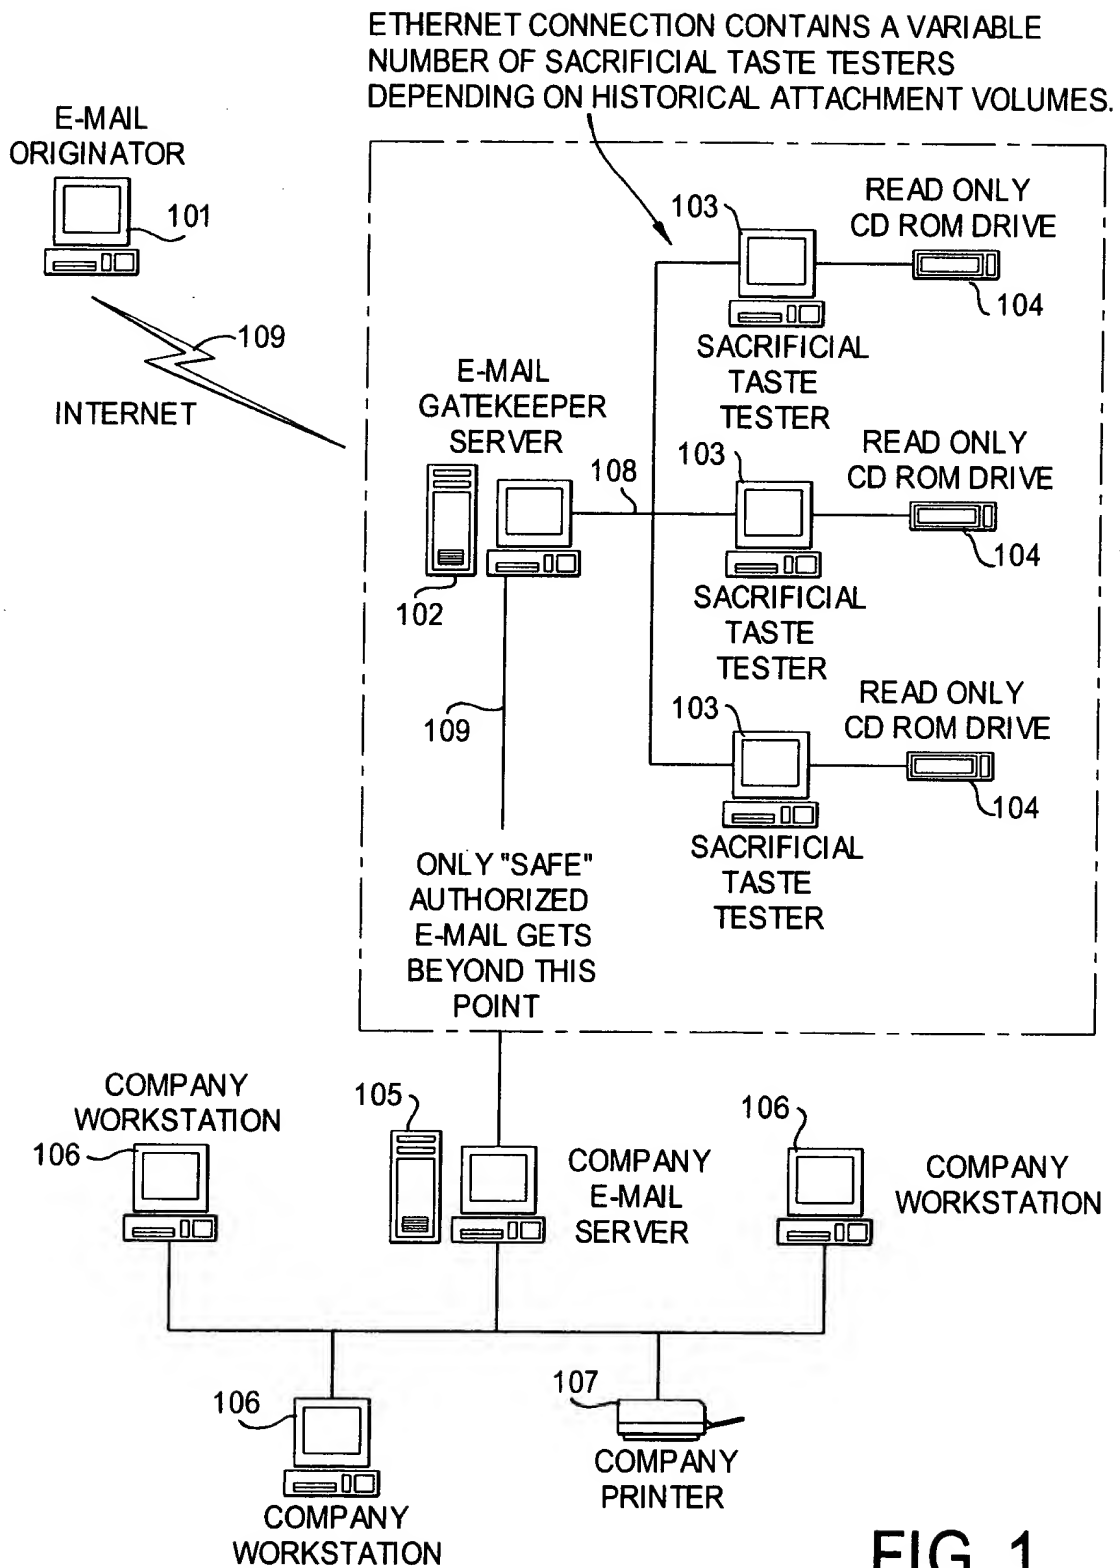 ETHERNET CONNECTION CONTAINS A VARIABLE
NUMBER OF SACRIFICIAL TASTE TESTERS
DEPENDING ON HISTORICAL ATTACHMENT VOLUMES.
E-MAIL
ORIGINATOR
101
109
INTERNET
103
READ ONLY
CD ROM DRIVE
104
SACRIFICIAL
TASTE
TESTER
E-MAIL
GATEKEEPER
SERVER
102
108
103
READ ONLY
CD ROM DRIVE
104
SACRIFICIAL
TASTE
TESTER
109
103
READ ONLY
CD ROM DRIVE
104
SACRIFICIAL
TASTE
TESTER
ONLY "SAFE"
AUTHORIZED
E-MAIL GETS
BEYOND THIS
POINT
COMPANY
WORKSTATION
106
105
COMPANY
E-MAIL
SERVER
106
COMPANY
WORKSTATION
106
COMPANY
WORKSTATION
107
COMPANY
PRINTER
FIG. 1